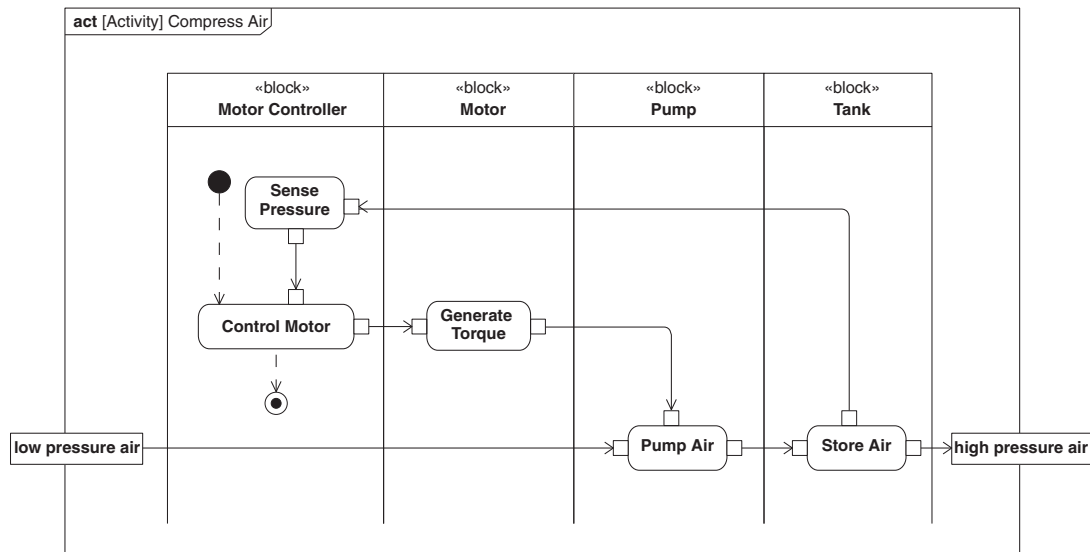 act [Activity] Compress Air
«block»
Motor Controller
«block»
Motor
«block»
Pump
«block»
Tank
Sense
Pressure
Control Motor
Generate
Torque
low pressure air
Pump Air
Store Air
high pressure air